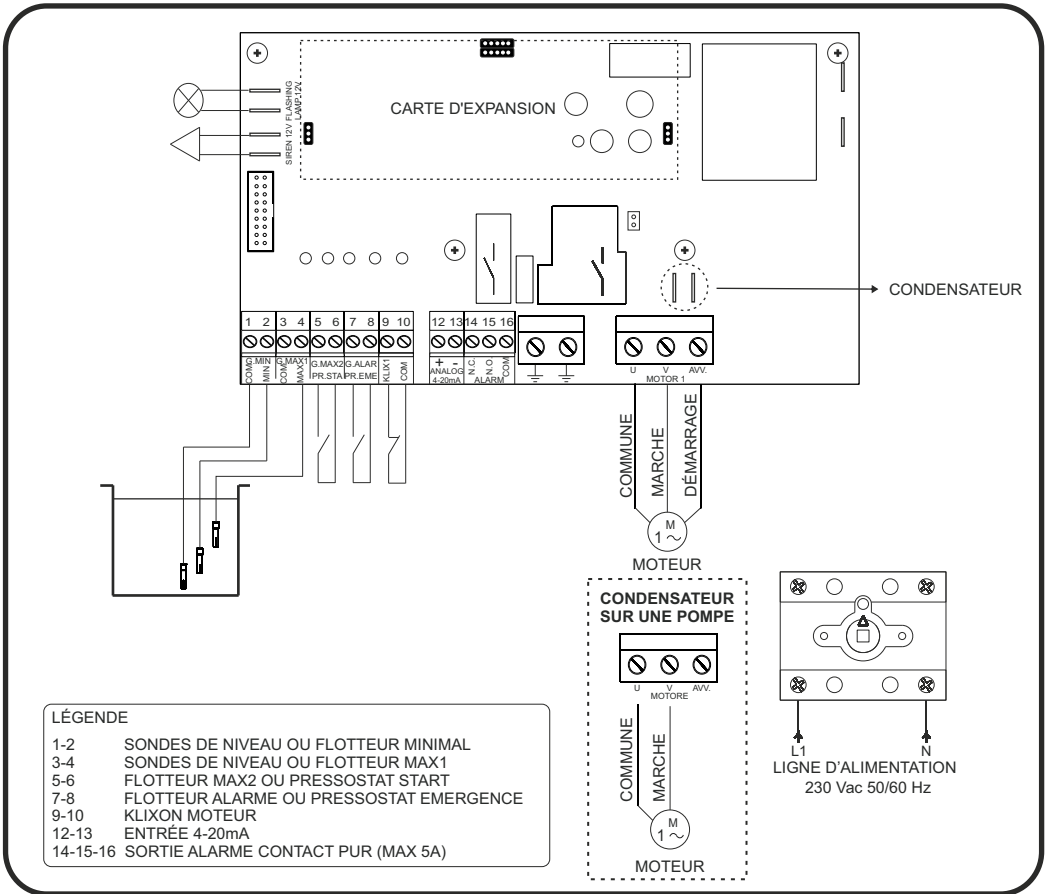 FLASHING
LAMP 12V
SIREN 12V
CARTE D'EXPANSION
CONDENSATEUR
1 2 3 4 5 6 7 8 9 10
12 13 14 15 16
G.MIN
COM
MIN
G.MAX1
COM
MAX1
G.MAX2
PR.STA
G.ALAR
PR.EME
KLIX1
COM
+ -
ANALOG
4-20mA
N.C.
N.O.
COM
ALARM
U V AVV.
MOTOR 1
COMMUNE
MARCHE
DÉMARRAGE
M
1 ~
MOTEUR
CONDENSATEUR
SUR UNE POMPE
U V AVV.
MOTORE
COMMUNE
MARCHE
M
1 ~
MOTEUR
L1 N
LIGNE D'ALIMENTATION
230 Vac 50/60 Hz
LÉGENDE
1-2 SONDES DE NIVEAU OU FLOTTEUR MINIMAL
3-4 SONDES DE NIVEAU OU FLOTTEUR MAX1
5-6 FLOTTEUR MAX2 OU PRESSOSTAT START
7-8 FLOTTEUR ALARME OU PRESSOSTAT EMERGENCE
9-10 KLIXON MOTEUR
12-13 ENTRÉE 4-20mA
14-15-16 SORTIE ALARME CONTACT PUR (MAX 5A)